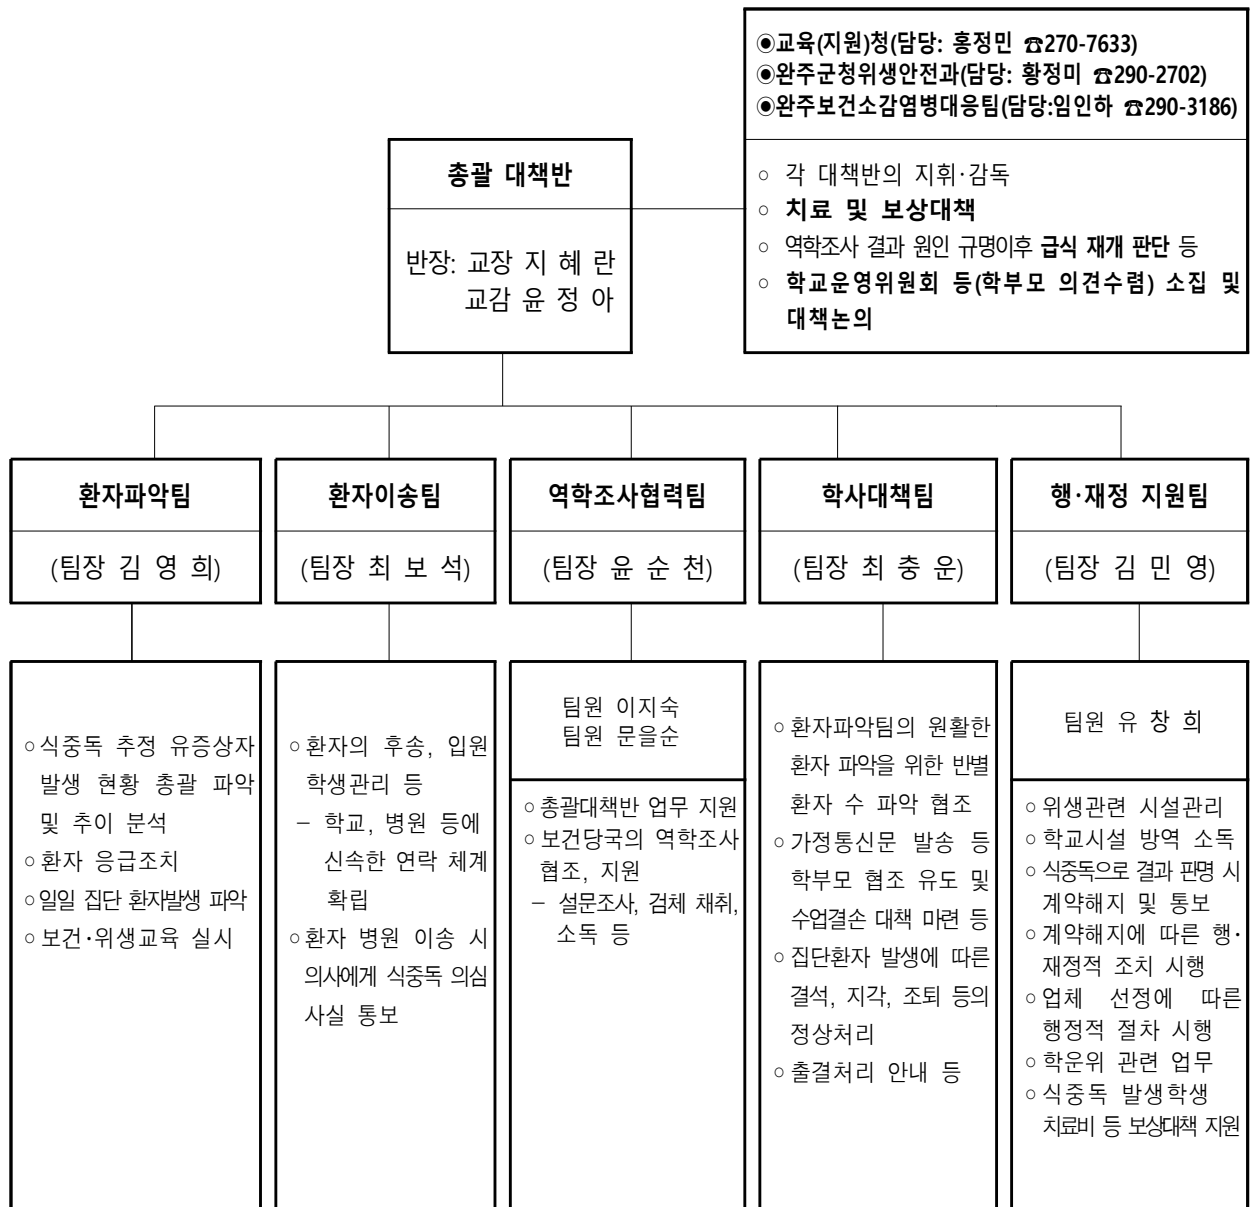 ◉교육(지원)청(담당: 홍정민 ☎270-7633)
◉완주군청위생안전과(담당: 황정미 ☎290-2702)
◉완주보건소감염병대응팀(담당:임인하 ☎290-3186)
○ 각 대책반의 지휘·감독
○ 치료 및 보상대책
○ 역학조사 결과 원인 규명이후 급식 재개 판단 등
○ 학교운영위원회 등(학부모 의견수렴) 소집 및
대책논의
총괄 대책반
반장: 교장 지 혜 란
교감 윤 정 아
환자파악팀
(팀장 김 영 희)
○식중독 추정 유증상자
발생 현황 총괄 파악
및 추이 분석
○환자 응급조치
○일일 집단 환자발생 파악
○보건·위생교육 실시
환자이송팀
(팀장 최 보 석)
○환자의 후송, 입원
학생관리 등
– 학교, 병원 등에
신속한 연락 체계
확립
○환자 병원 이송 시
의사에게 식중독 의심
사실 통보
역학조사협력팀
(팀장 윤 순 천)
팀원 이지숙
팀원 문을순
○총괄대책반 업무 지원
○보건당국의 역학조사
협조, 지원
– 설문조사, 검체 채취,
소독 등
학사대책팀
(팀장 최 충 운)
○환자파악팀의 원활한
환자 파악을 위한 반별
환자 수 파악 협조
○가정통신문 발송 등
학부모 협조 유도 및
수업결손 대책 마련 등
○집단환자 발생에 따른
결석, 지각, 조퇴 등의
정상처리
○출결처리 안내 등
행·재정 지원팀
(팀장 김 민 영)
팀원 유 창 희
○위생관련 시설관리
○학교시설 방역 소독
○식중독으로 결과 판명 시
계약해지 및 통보
○계약해지에 따른 행·
재정적 조치 시행
○업체 선정에 따른
행정적 절차 시행
○학운위 관련 업무
○식중독 발생학생
치료비 등 보상대책 지원